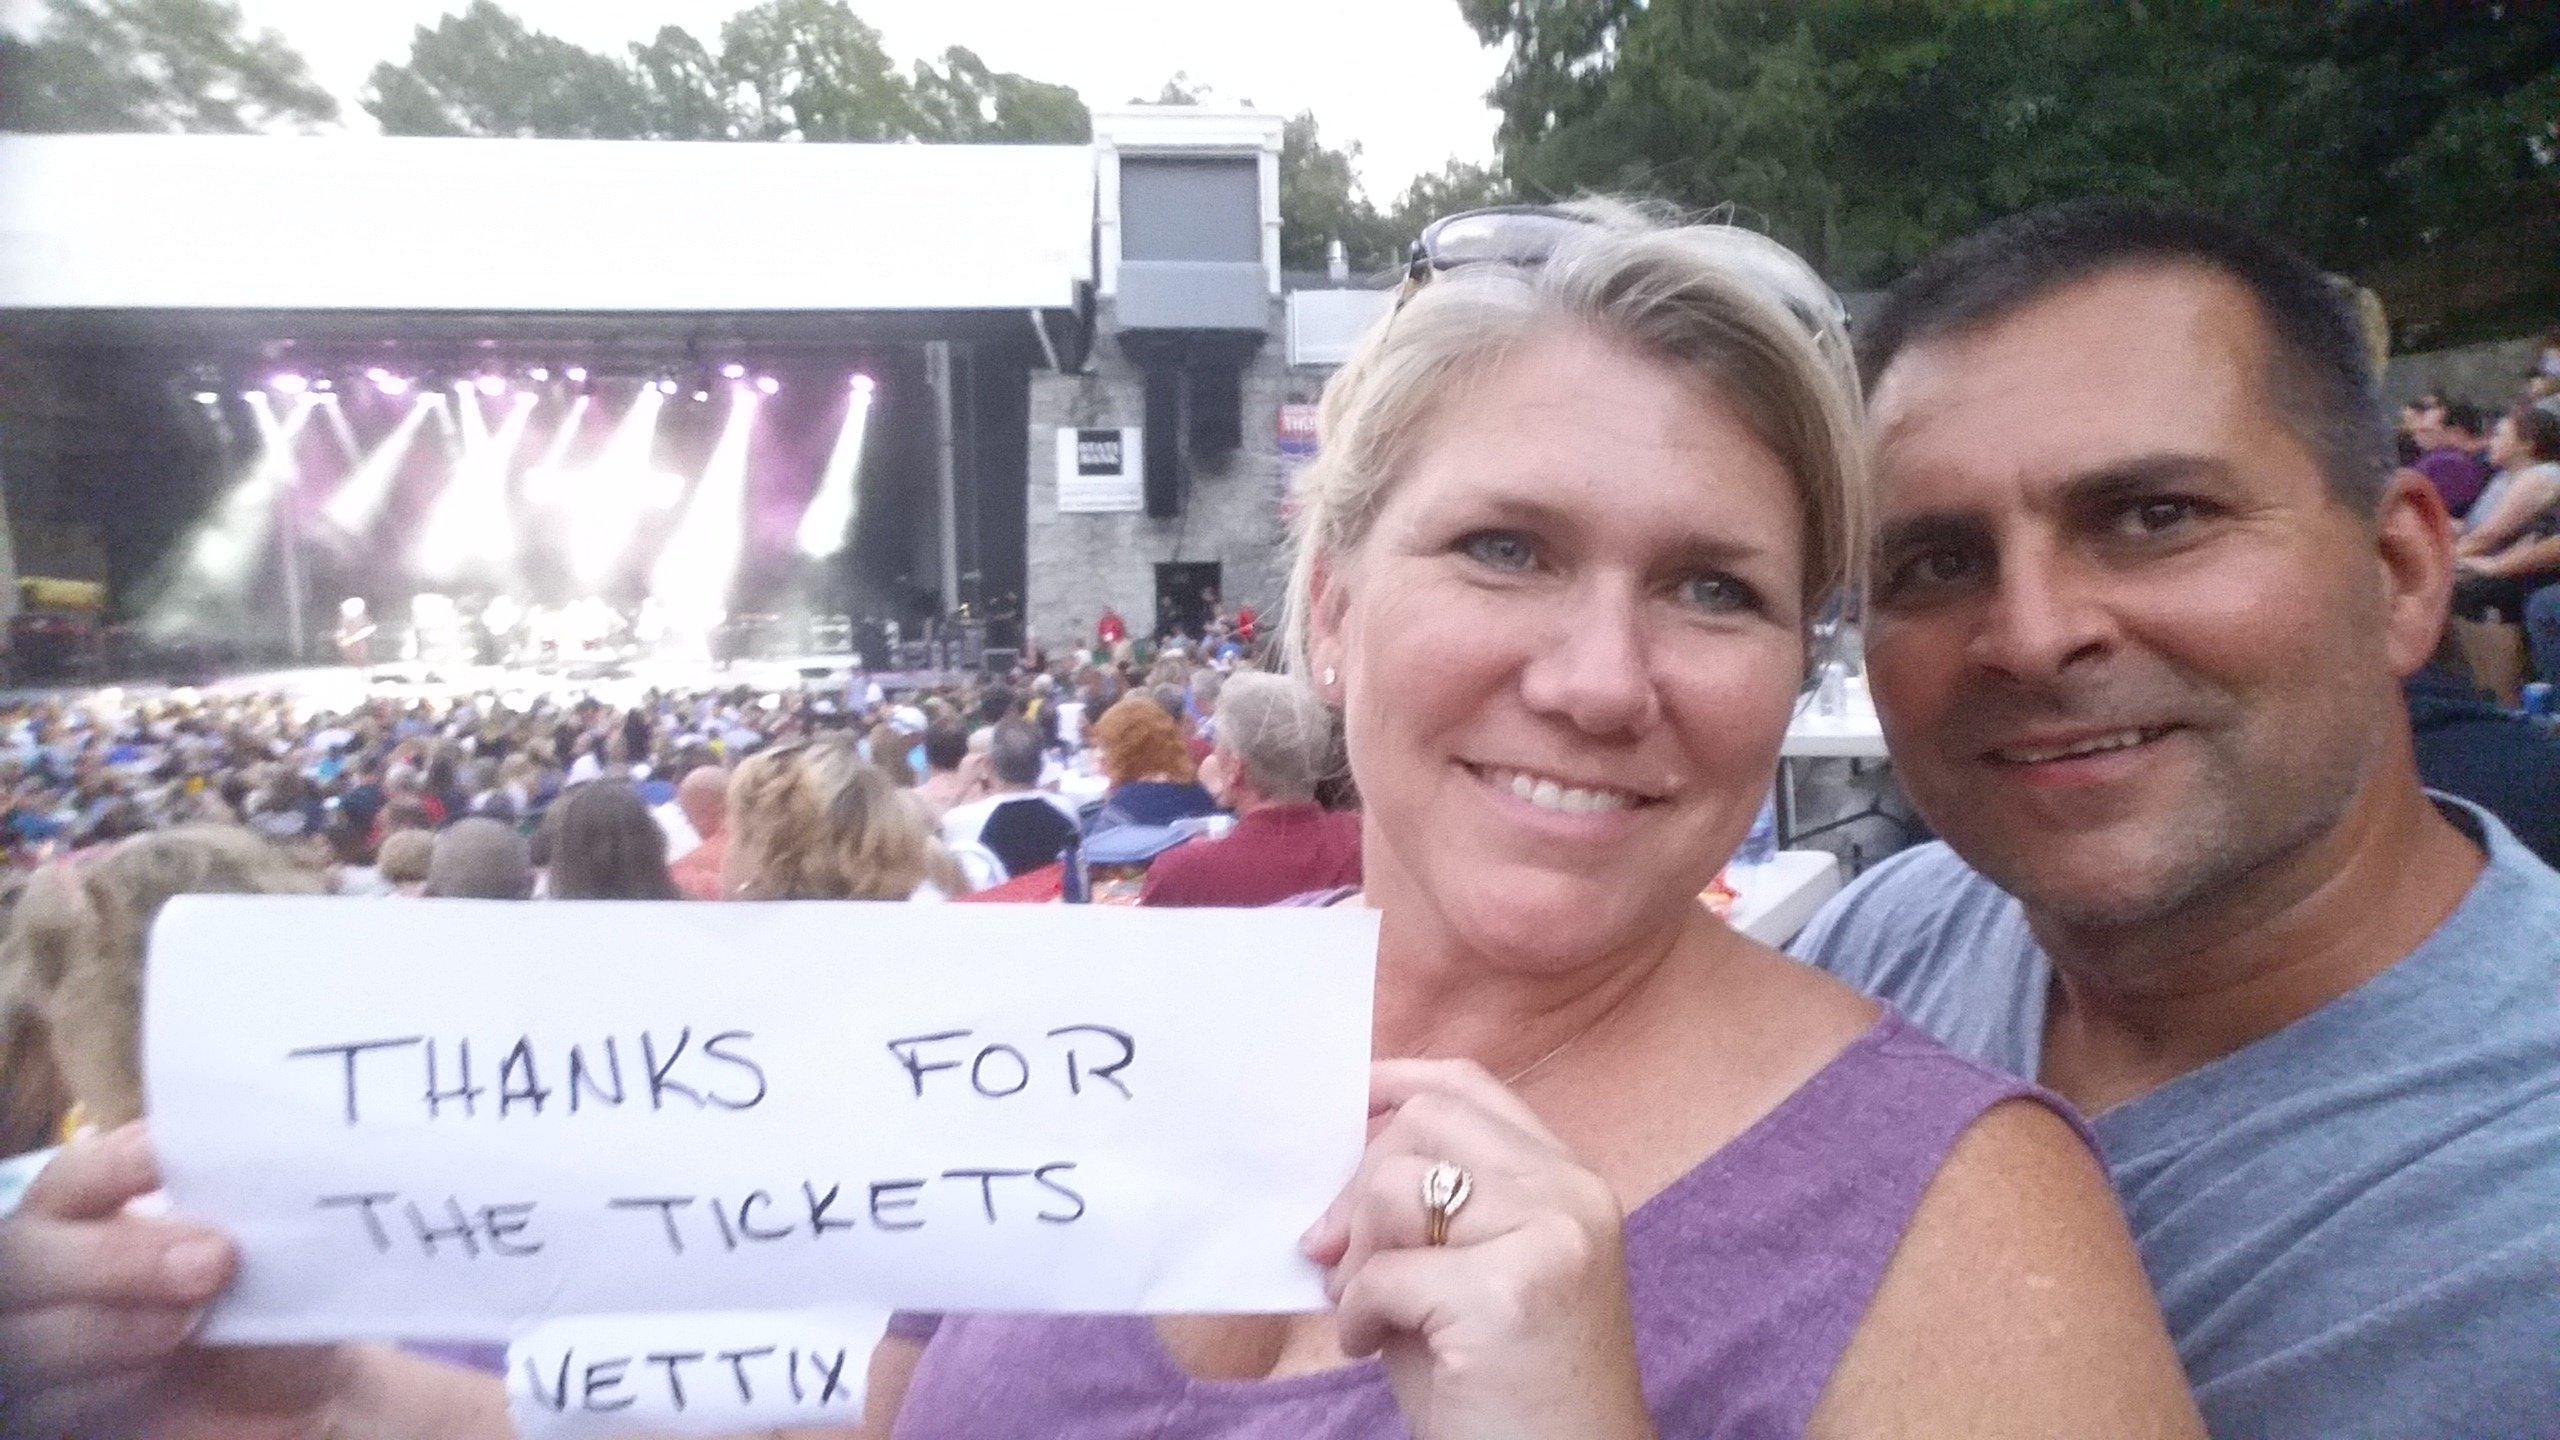 THANKS FOR
THE TICKETS
VETTIX